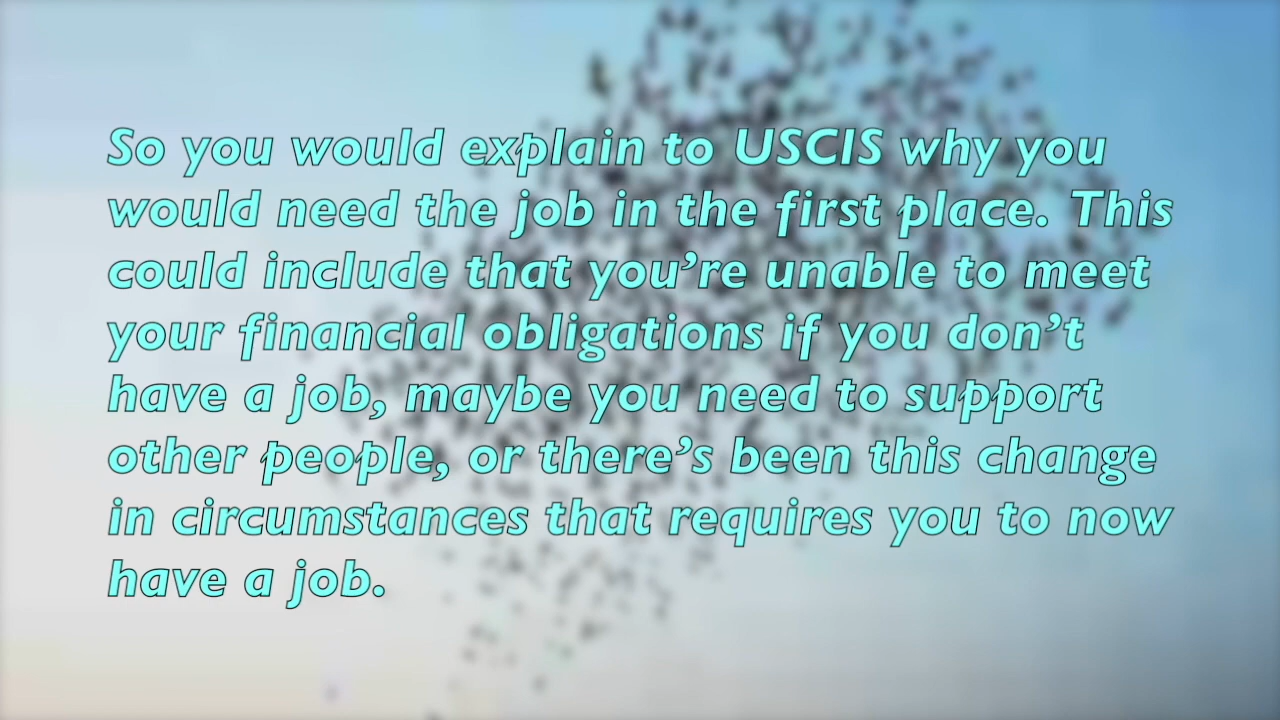 So you would explain to USCIS why you
would need the job in the first place. This
could include that you’re unable to meet
your financial obligations if you don’t
have a job, maybe you need to support
other people, or there’s been this change
in circumstances that requires you to now
have a job.